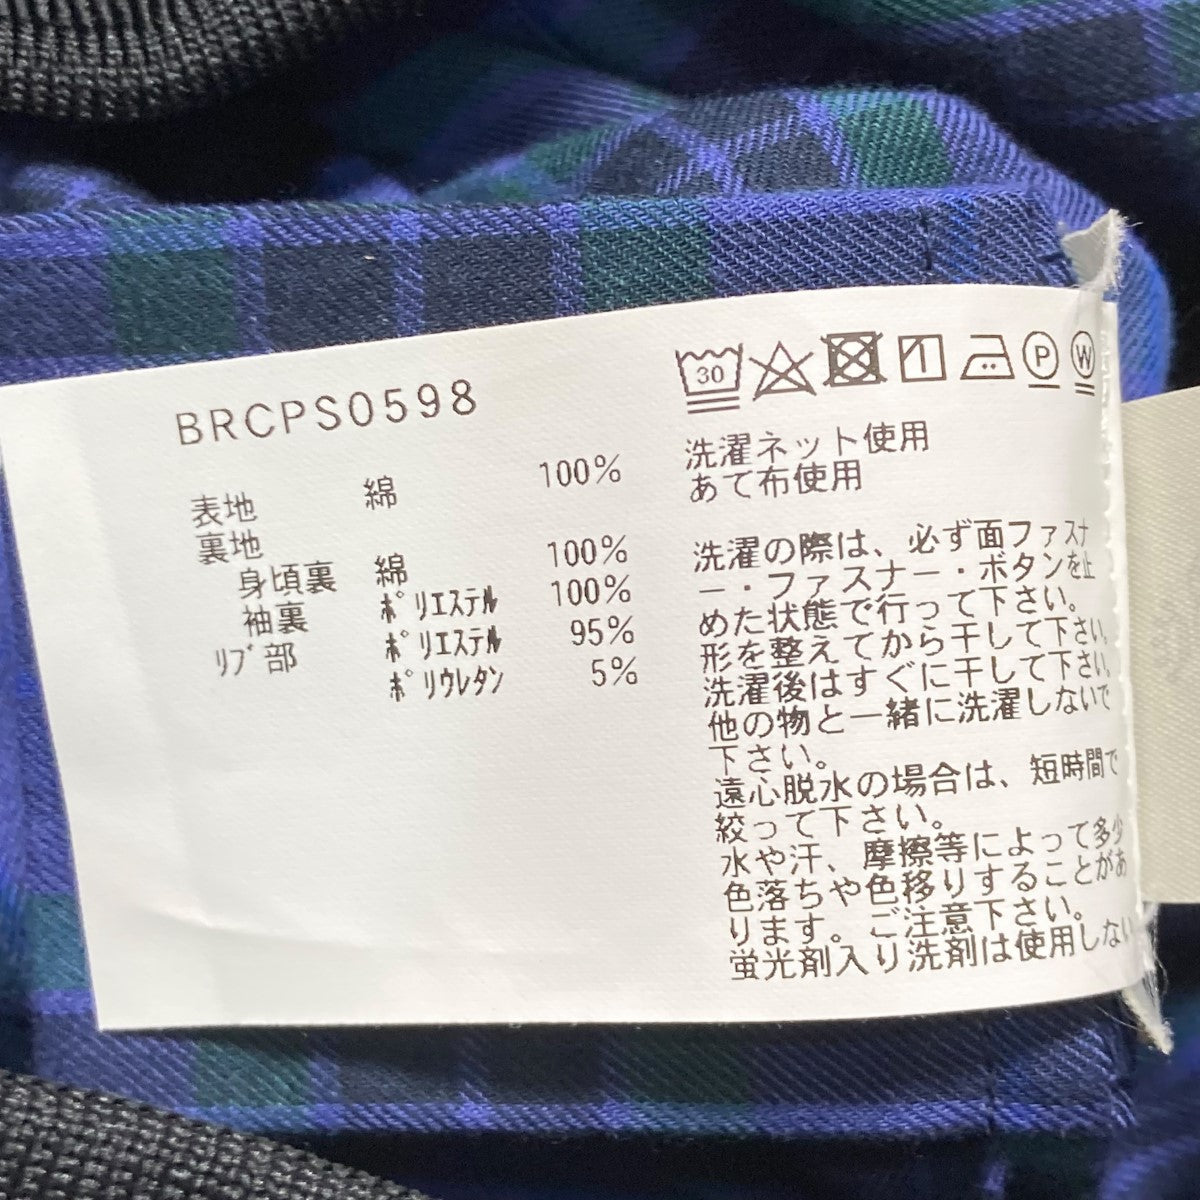 BRCPS0598
表地 綿 100%
裏地
身頃裏 綿 100%
袖裏 ﾎﾟﾘｴｽﾃﾙ 100%
ﾘﾌﾞ部 ﾎﾟﾘｴｽﾃﾙ 95%
ﾎﾟﾘｳﾚﾀﾝ 5%
30 P W
洗濯ネット使用
あて布使用
洗濯の際は、必ず面ファスナ
ー・ファスナー・ボタンを止
めた状態で行って下さい。
形を整えてから干して下さい。
洗濯後はすぐに干して下さい。
他の物と一緒に洗濯しないで
下さい。
遠心脱水の場合は、短時間で
絞って下さい。
水や汗、摩擦等によって多少
色落ちや色移りすることがあ
ります。ご注意下さい。
蛍光剤入り洗剤は使用しない